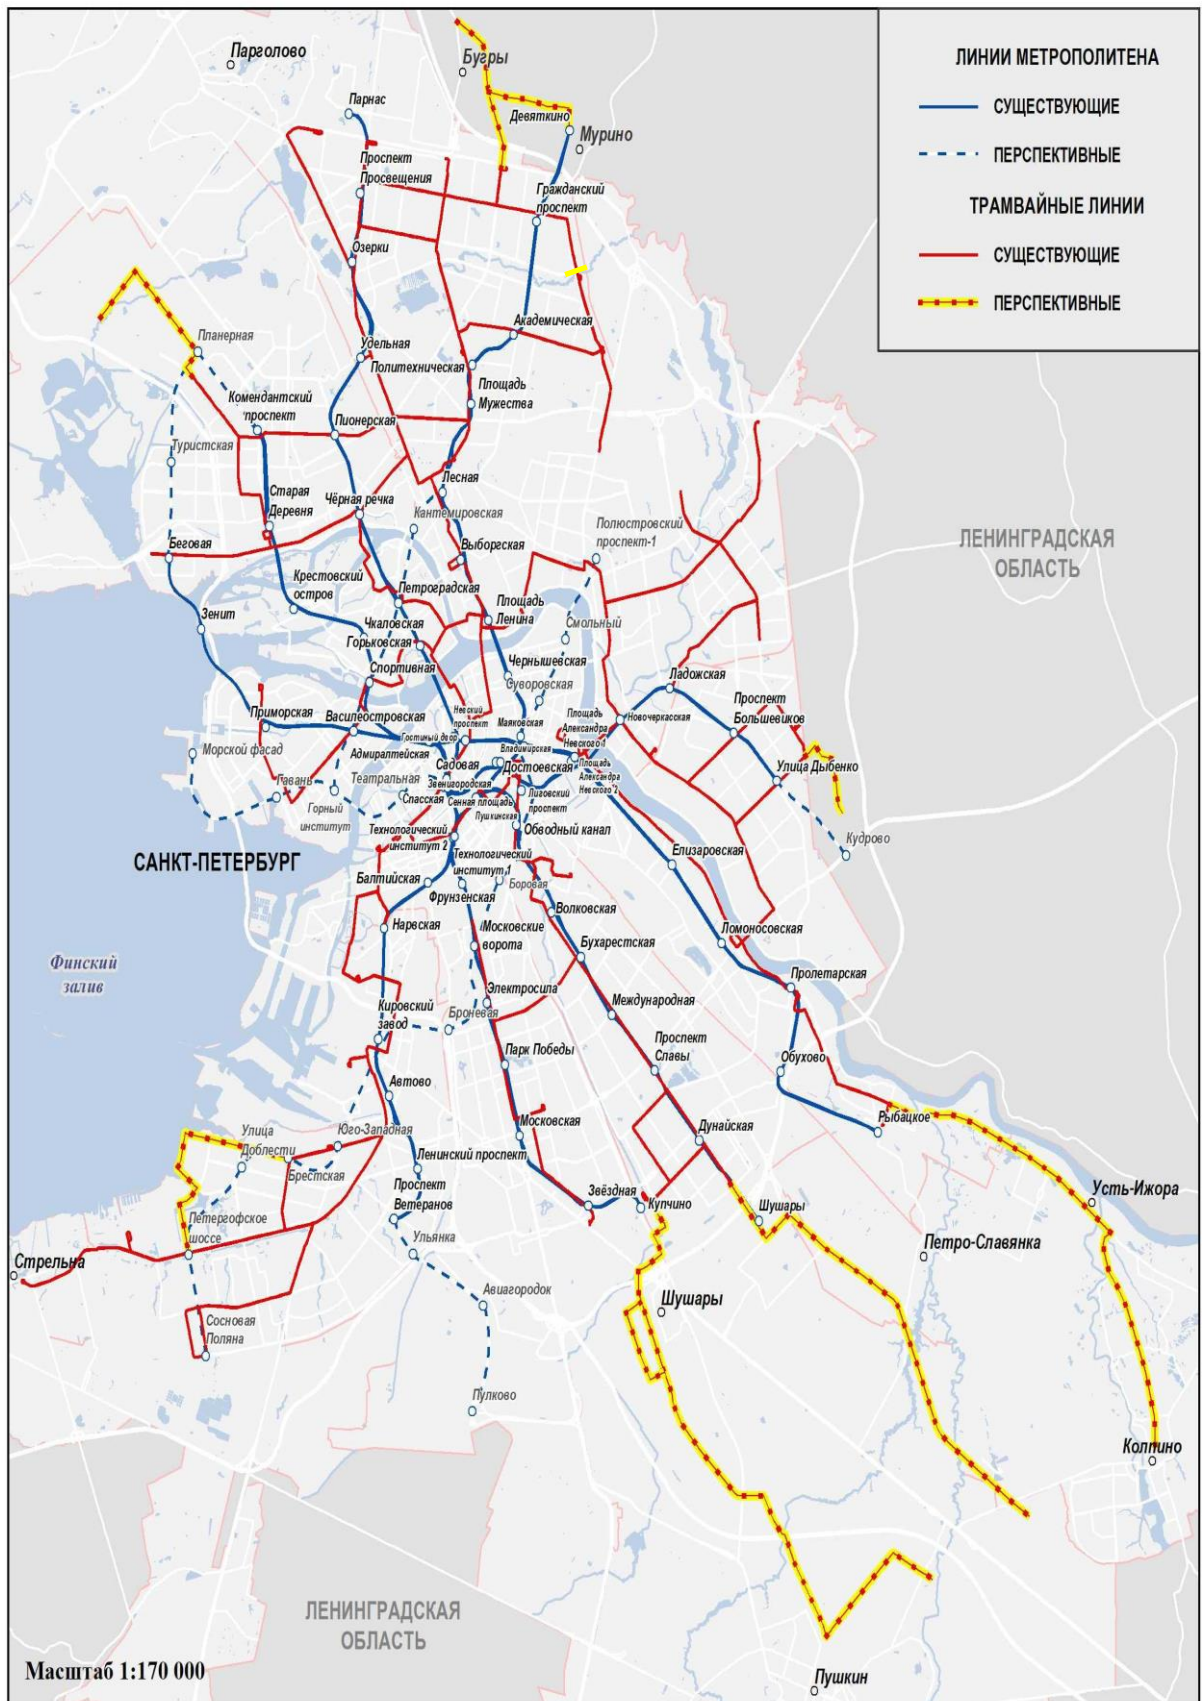 Парголово
Бугры
ЛИНИИ МЕТРОПОЛИТЕНА
СУЩЕСТВУЮЩИЕ
ПЕРСПЕКТИВНЫЕ
ТРАМВАЙНЫЕ ЛИНИИ
СУЩЕСТВУЮЩИЕ
ПЕРСПЕКТИВНЫЕ
Парнас
Девяткино
Мурино
Проспект
Просвещения
Гражданский
проспект
Озерки
Академическая
Планерная
Удельная
Политехническая
Площадь
Мужества
Комендантский
проспект
Пионерская
Туристская
Лесная
Старая
Деревня
Чёрная речка
Кантемировская
Полюстровский
проспект-1
ЛЕНИНГРАДСКАЯ
ОБЛАСТЬ
Беговая
Выборгская
Крестовский
остров
Петроградская
Площадь
Ленина
Зенит
Чкаловская
Горьковская
Смольный
Спортивная
Чернышевская
Суворовская
Ладожская
Приморская
Василеостровская
Невский
проспект
Маяковская
Площадь
Александра
Невского 1
Новочеркасская
Проспект
Большевиков
Морской фасад
Адмиралтейская
Гостиный двор
Владимирская
Садовая
Достоевская
Площадь
Александра
Невского 2
Улица Дыбенко
Гавань
Театральная
Звенигородская
Горный
институт
Спасская
Сенная площадь
Лиговский
проспект
Пушкинская
Обводный канал
Кудрово
САНКТ-ПЕТЕРБУРГ
Технологический
институт 2
Технологический
институт 1
Елизаровская
Балтийская
Фрунзенская
Боровая
Волковская
Нарвская
Московские
ворота
Бухарестская
Ломоносовская
Финский
залив
Пролетарская
Электросила
Международная
Кировский
завод
Броневая
Парк Победы
Проспект
Славы
Обухово
Автово
Рыбацкое
Улица
Доблести
Юго-Западная
Московская
Дунайская
Брестская
Ленинский проспект
Проспект
Ветеранов
Звёздная
Купчино
Шушары
Усть-Ижора
Петергофское
шоссе
Ульянка
Петро-Славянка
Стрельна
Авиагородок
Шушары
Сосновая
Поляна
Пулково
Колпино
ЛЕНИНГРАДСКАЯ
ОБЛАСТЬ
Масштаб 1:170 000
Пушкин